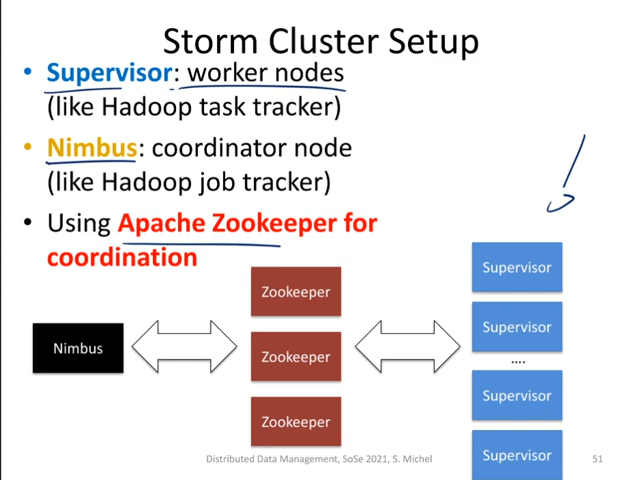 Storm Cluster Setup
• Supervisor: worker nodes
(like Hadoop task tracker)
• Nimbus: coordinator node
(like Hadoop job tracker)
• Using Apache Zookeeper for
coordination
Nimbus
Zookeeper
Zookeeper
Zookeeper
Supervisor
Supervisor
....
Supervisor
Supervisor
Distributed Data Management, SoSe 2021, S. Michel
51